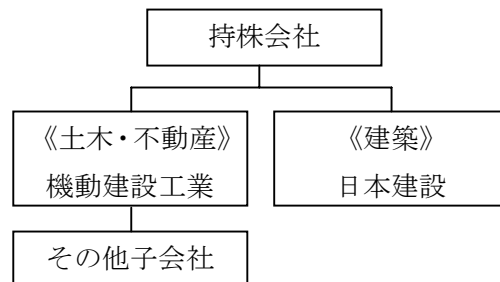 持株会社
《土木・不動産》
機動建設工業
《建築》
日本建設
その他子会社